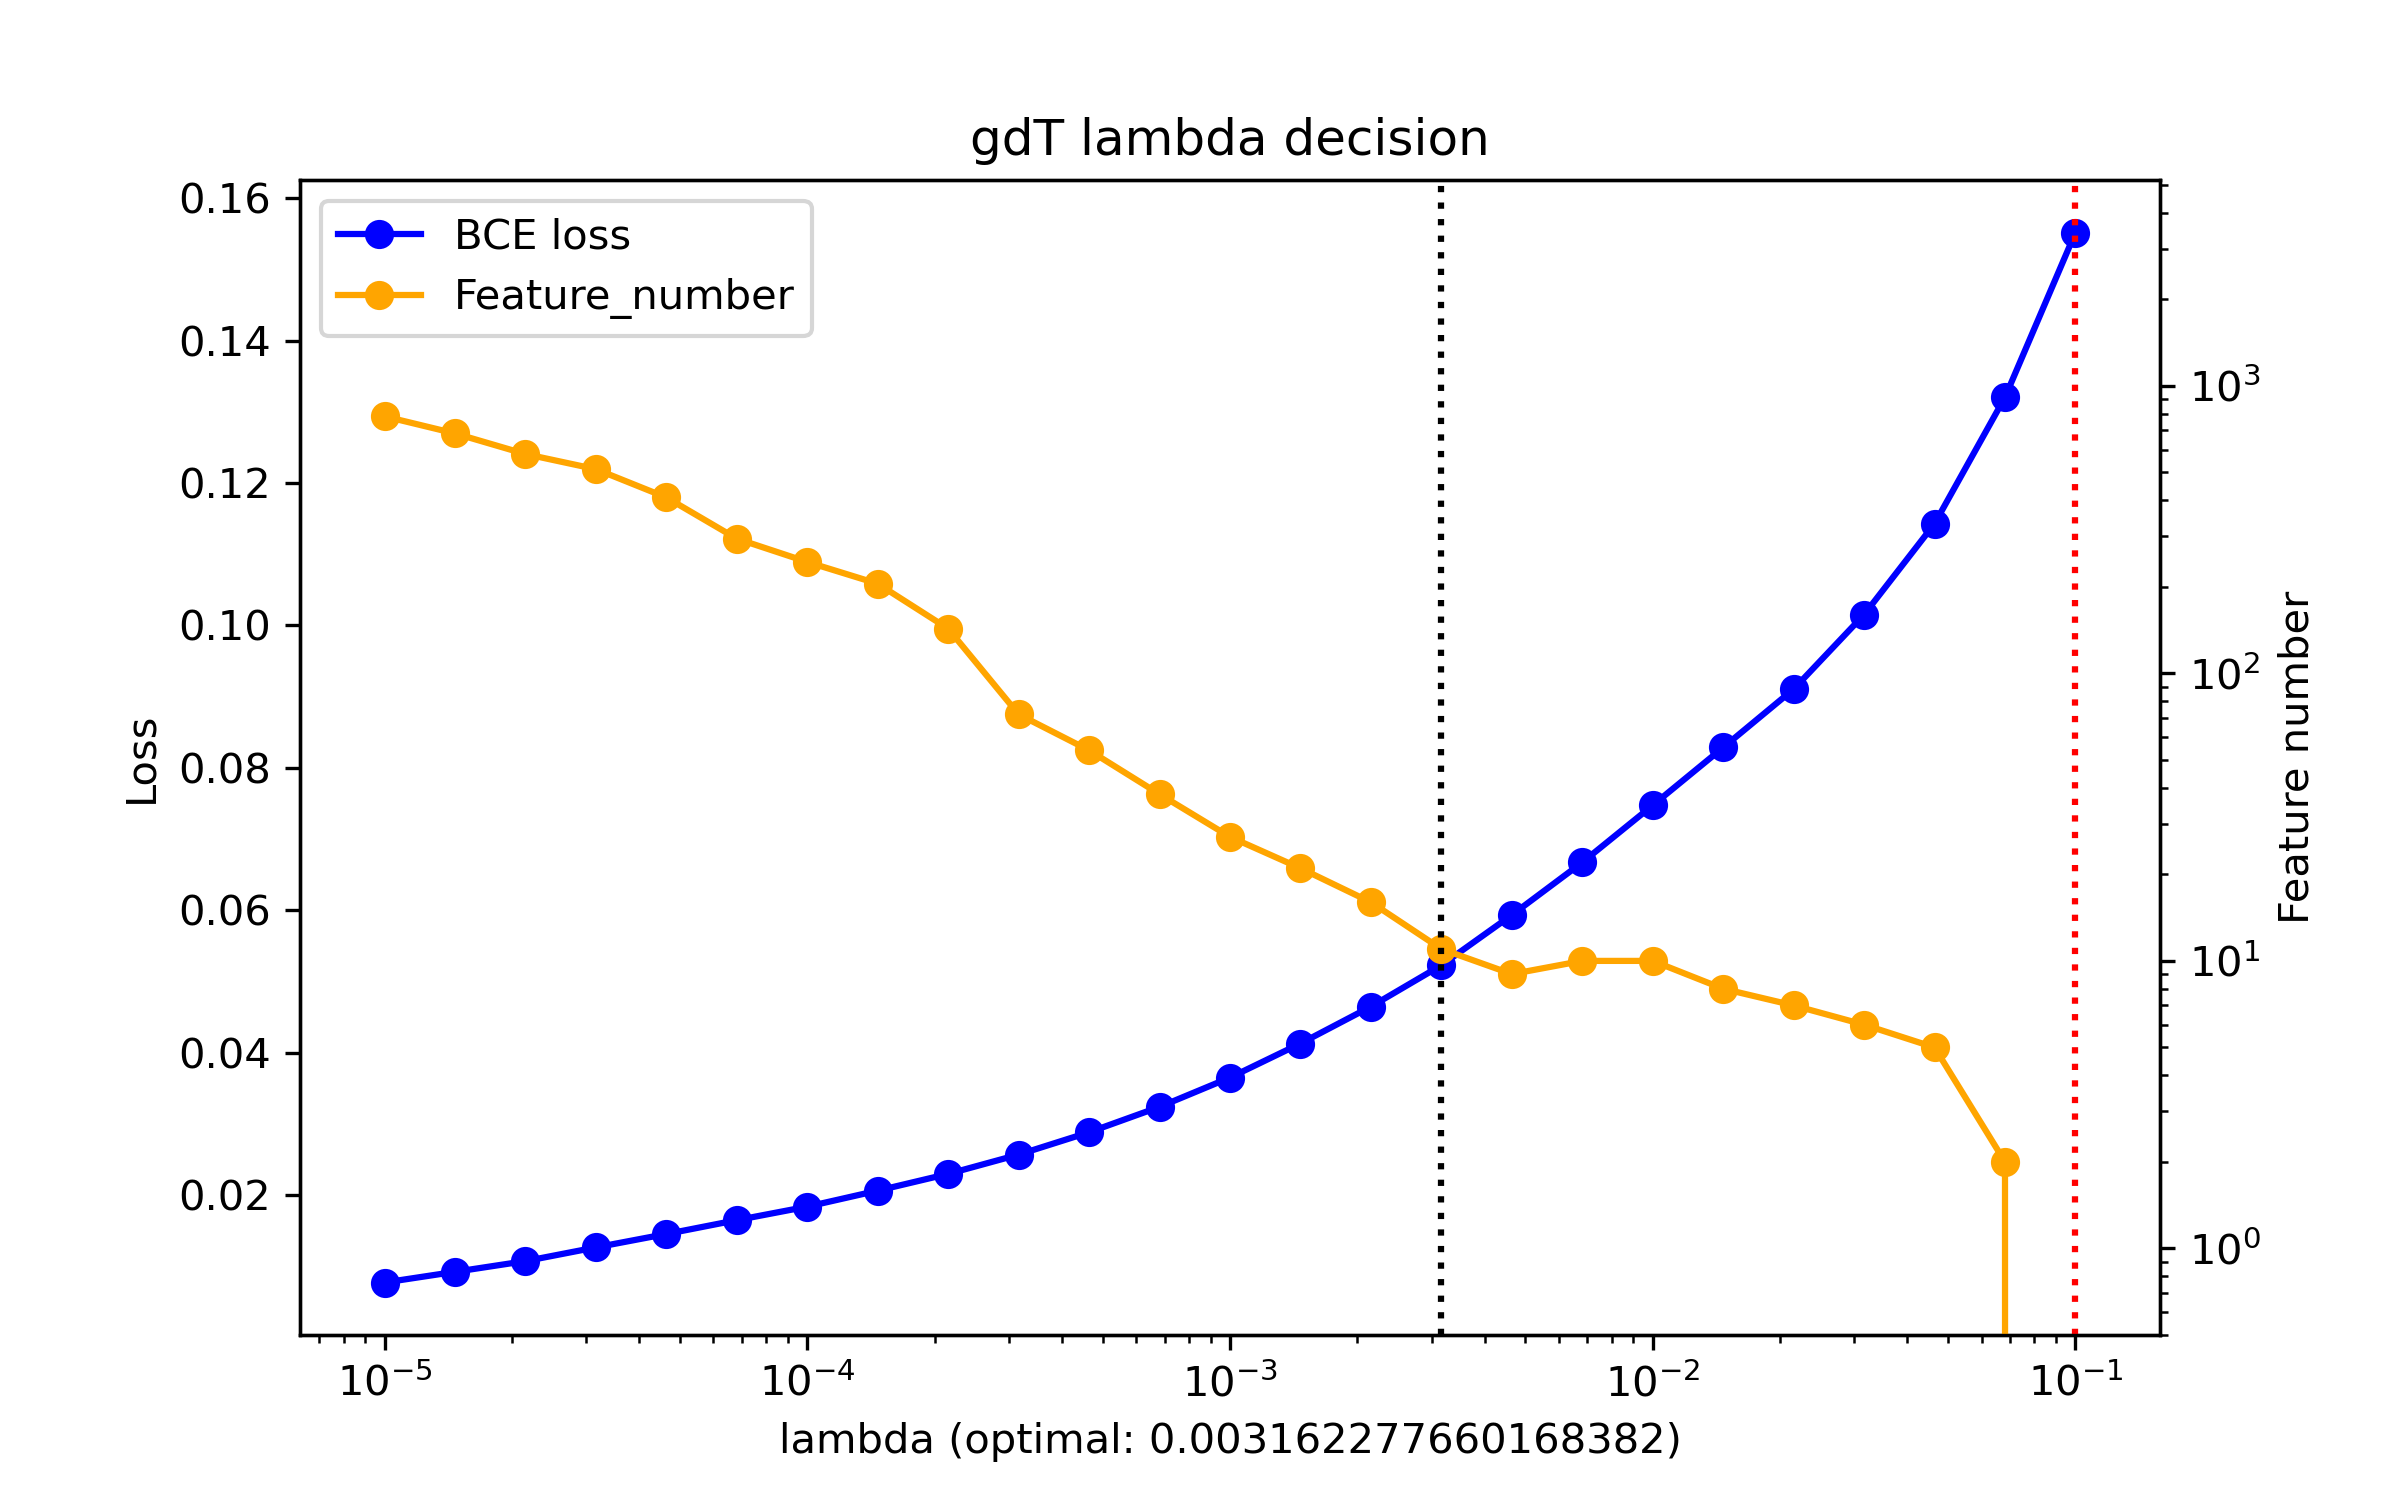 gdT lambda decision
BCE loss
Feature_number
0.16
0.14
0.12
0.10
0.08
0.06
0.04
0.02
Loss
10³
10²
10¹
10⁰
Feature number
10⁻⁵
10⁻⁴
10⁻³
10⁻²
10⁻¹
lambda (optimal: 0.0031622776601683​82)